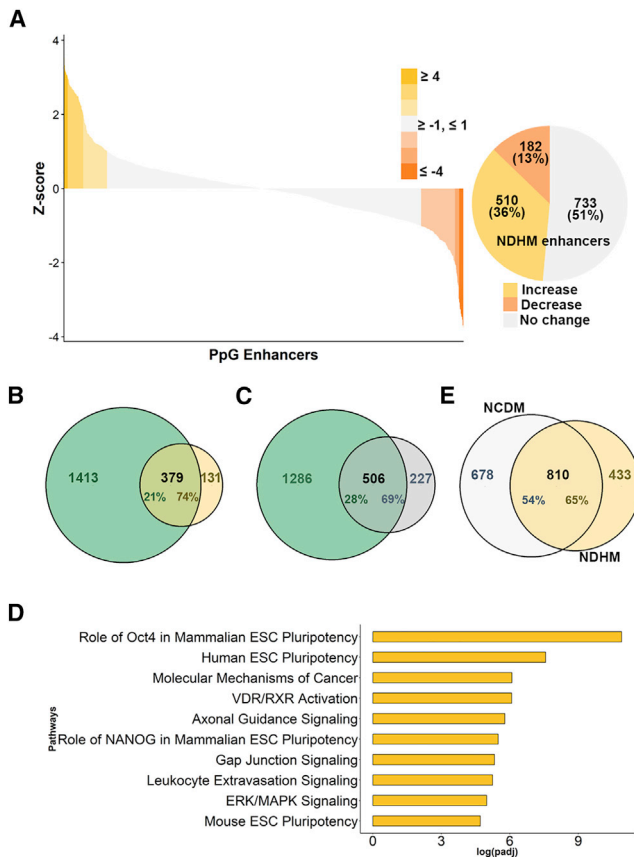 A
4
2
0
-2
-4
Z-score
PpG Enhancers
≥ 4
≥ -1, ≤ 1
≤ -4
182
(13%)
510
(36%)
733
(51%)
NDHM enhancers
Increase
Decrease
No change
B
1413
379
131
21%
74%
C
1286
506
227
28%
69%
E
NCDM
678
810
433
54%
65%
NDHM
D
Pathways
Role of Oct4 in Mammalian ESC Pluripotency
Human ESC Pluripotency
Molecular Mechanisms of Cancer
VDR/RXR Activation
Axonal Guidance Signaling
Role of NANOG in Mammalian ESC Pluripotency
Gap Junction Signaling
Leukocyte Extravasation Signaling
ERK/MAPK Signaling
Mouse ESC Pluripotency
0
3
6
9
log(padj)